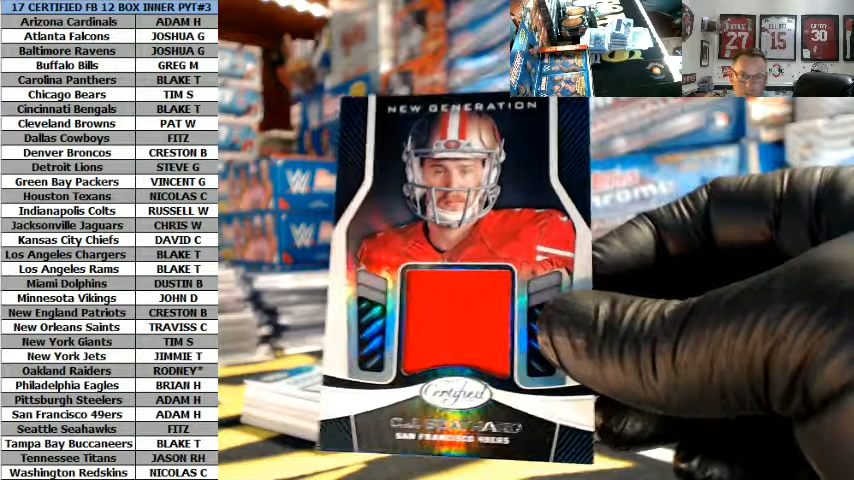 17 CERTIFIED FB 12 BOX INNER PYT#3
Arizona Cardinals ADAM H
Atlanta Falcons JOSHUA G
Baltimore Ravens JOSHUA G
Buffalo Bills GREG M
Carolina Panthers BLAKE T
Chicago Bears TIM S
Cincinnati Bengals BLAKE T
Cleveland Browns PAT W
Dallas Cowboys FITZ
Denver Broncos CRESTON B
Detroit Lions STEVE G
Green Bay Packers VINCENT G
Houston Texans NICOLAS C
Indianapolis Colts RUSSELL W
Jacksonville Jaguars CHRIS W
Kansas City Chiefs DAVID C
Los Angeles Chargers BLAKE T
Los Angeles Rams BLAKE T
Miami Dolphins DUSTIN B
Minnesota Vikings JOHN D
New England Patriots CRESTON B
New Orleans Saints TRAVISS C
New York Giants TIM S
New York Jets JIMMIE T
Oakland Raiders RODNEY*
Philadelphia Eagles BRIAN H
Pittsburgh Steelers ADAM H
San Francisco 49ers ADAM H
Seattle Seahawks FITZ
Tampa Bay Buccaneers BLAKE T
Tennessee Titans JASON RH
Washington Redskins NICOLAS C
NEW GENERATION
Certified
SAN FRANCISCO 49ERS
27
ELLIOTT
15
30